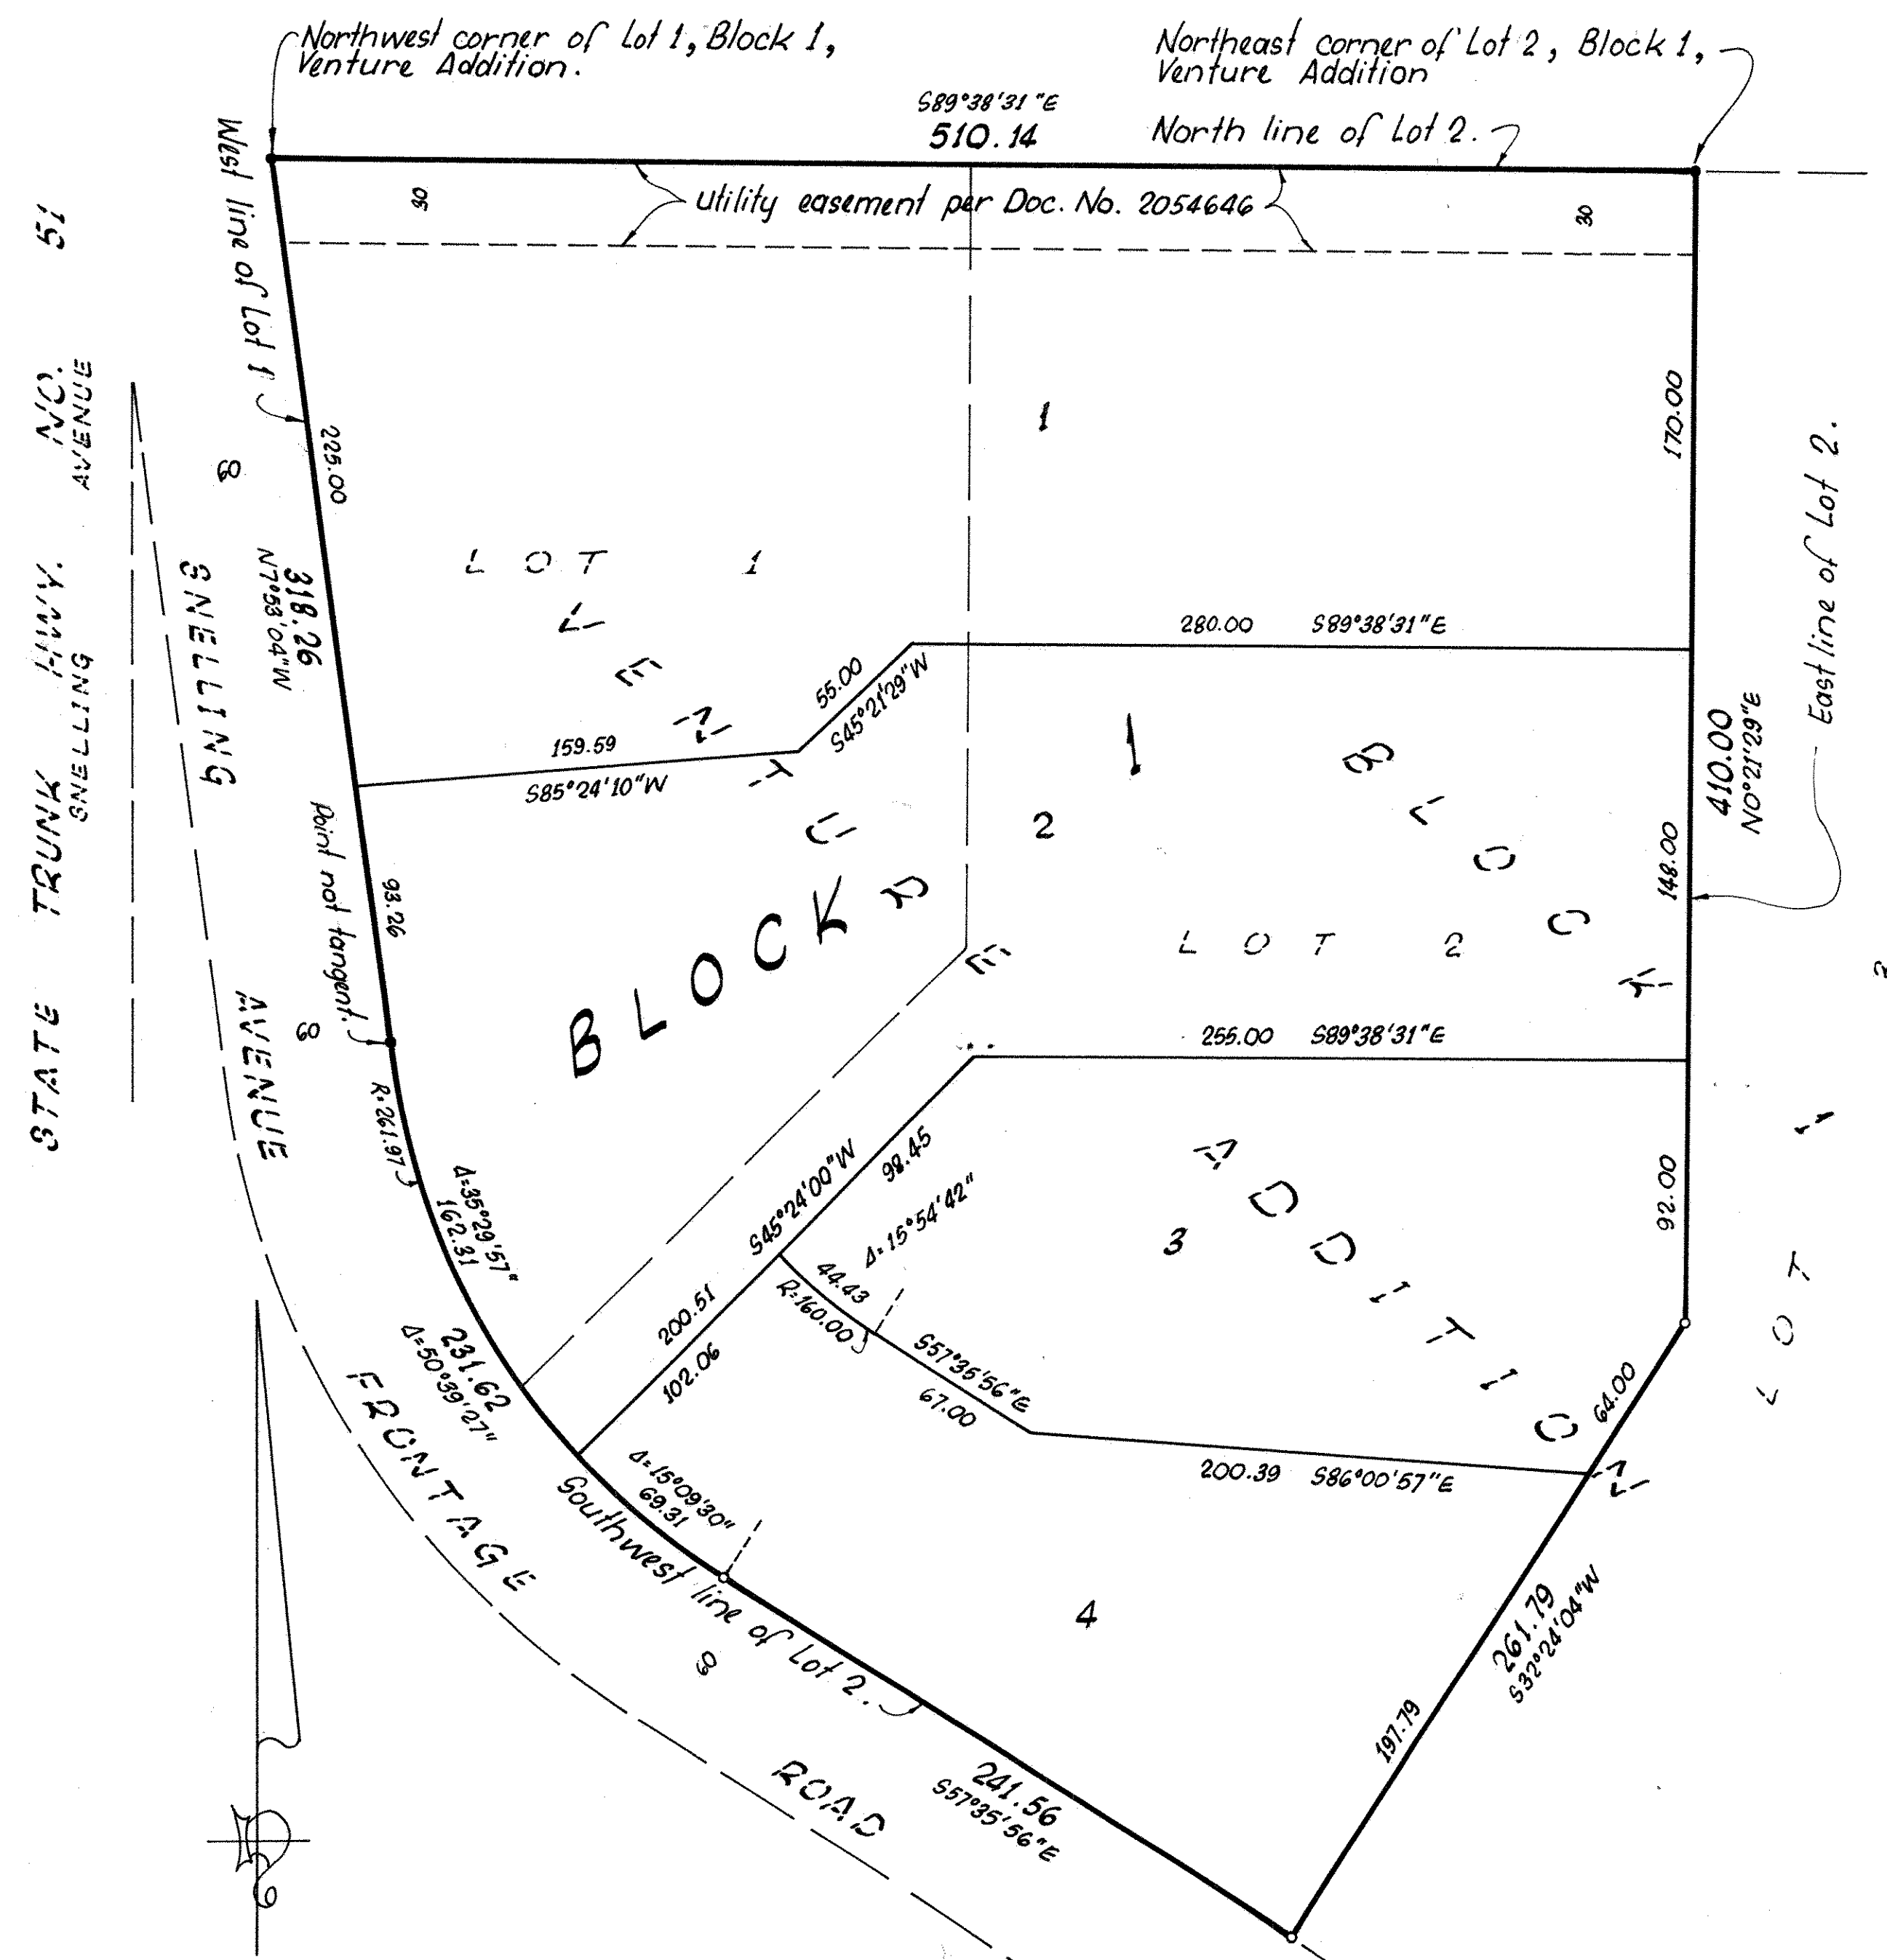 Northwest corner of Lot 1, Block 1,
Venture Addition.
Northeast corner of Lot 2, Block 1,
Venture Addition
S89°38'31"E
510.14
North line of Lot 2.
30
utility easement per Doc. No. 2054646
30
West line of Lot 1
STATE TRUNK HWY. NO. 51
SNELLING AVENUE
225.00
60
318.26
N7°53'04"W
SNELLING AVENUE
FRONTAGE ROAD
LOT 1
1
170.00
East line of Lot 2.
280.00 S89°38'31"E
55.00
S45°21'29"W
159.59
S85°24'10"W
VENTURE
1
BLOCK
2
410.00
N0°21'29"E
148.00
Point not tangent.
93.26
BLOCK
LOT 2
60
R=261.97
255.00 S89°38'31"E
Δ=35°29'57"
162.31
S45°24'00"W
98.45
Δ=15°54'42"
44.43
R=160.00
3
ADDITION
92.00
LOT 1
200.51
102.06
S57°35'56"E
67.00
231.62
Δ=50°39'27"
64.00
200.39 S86°00'57"E
Δ=15°09'30"
69.31
Southwest line of Lot 2.
60
4
261.79
S32°24'04"W
197.79
241.56
S57°35'56"E